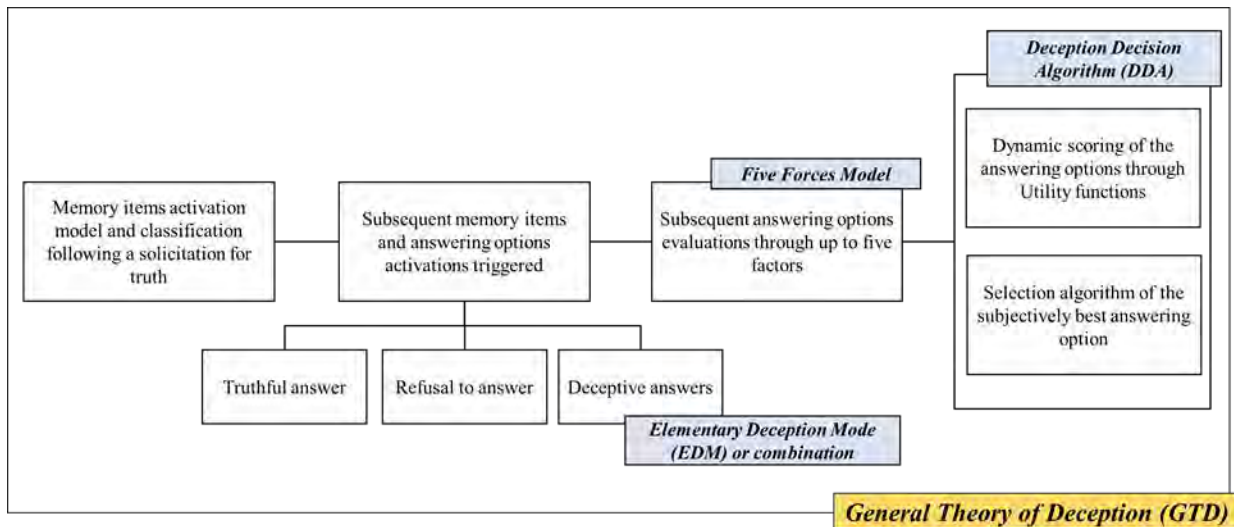 Deception Decision
Algorithm (DDA)
Dynamic scoring of the
answering options through
Utility functions
Five Forces Model
Memory items activation
model and classification
following a solicitation for
truth
Subsequent memory items
and answering options
activations triggered
Subsequent answering options
evaluations through up to five
factors
Selection algorithm of the
subjectively best answering
option
Truthful answer
Refusal to answer
Deceptive answers
Elementary Deception Mode
(EDM) or combination
General Theory of Deception (GTD)